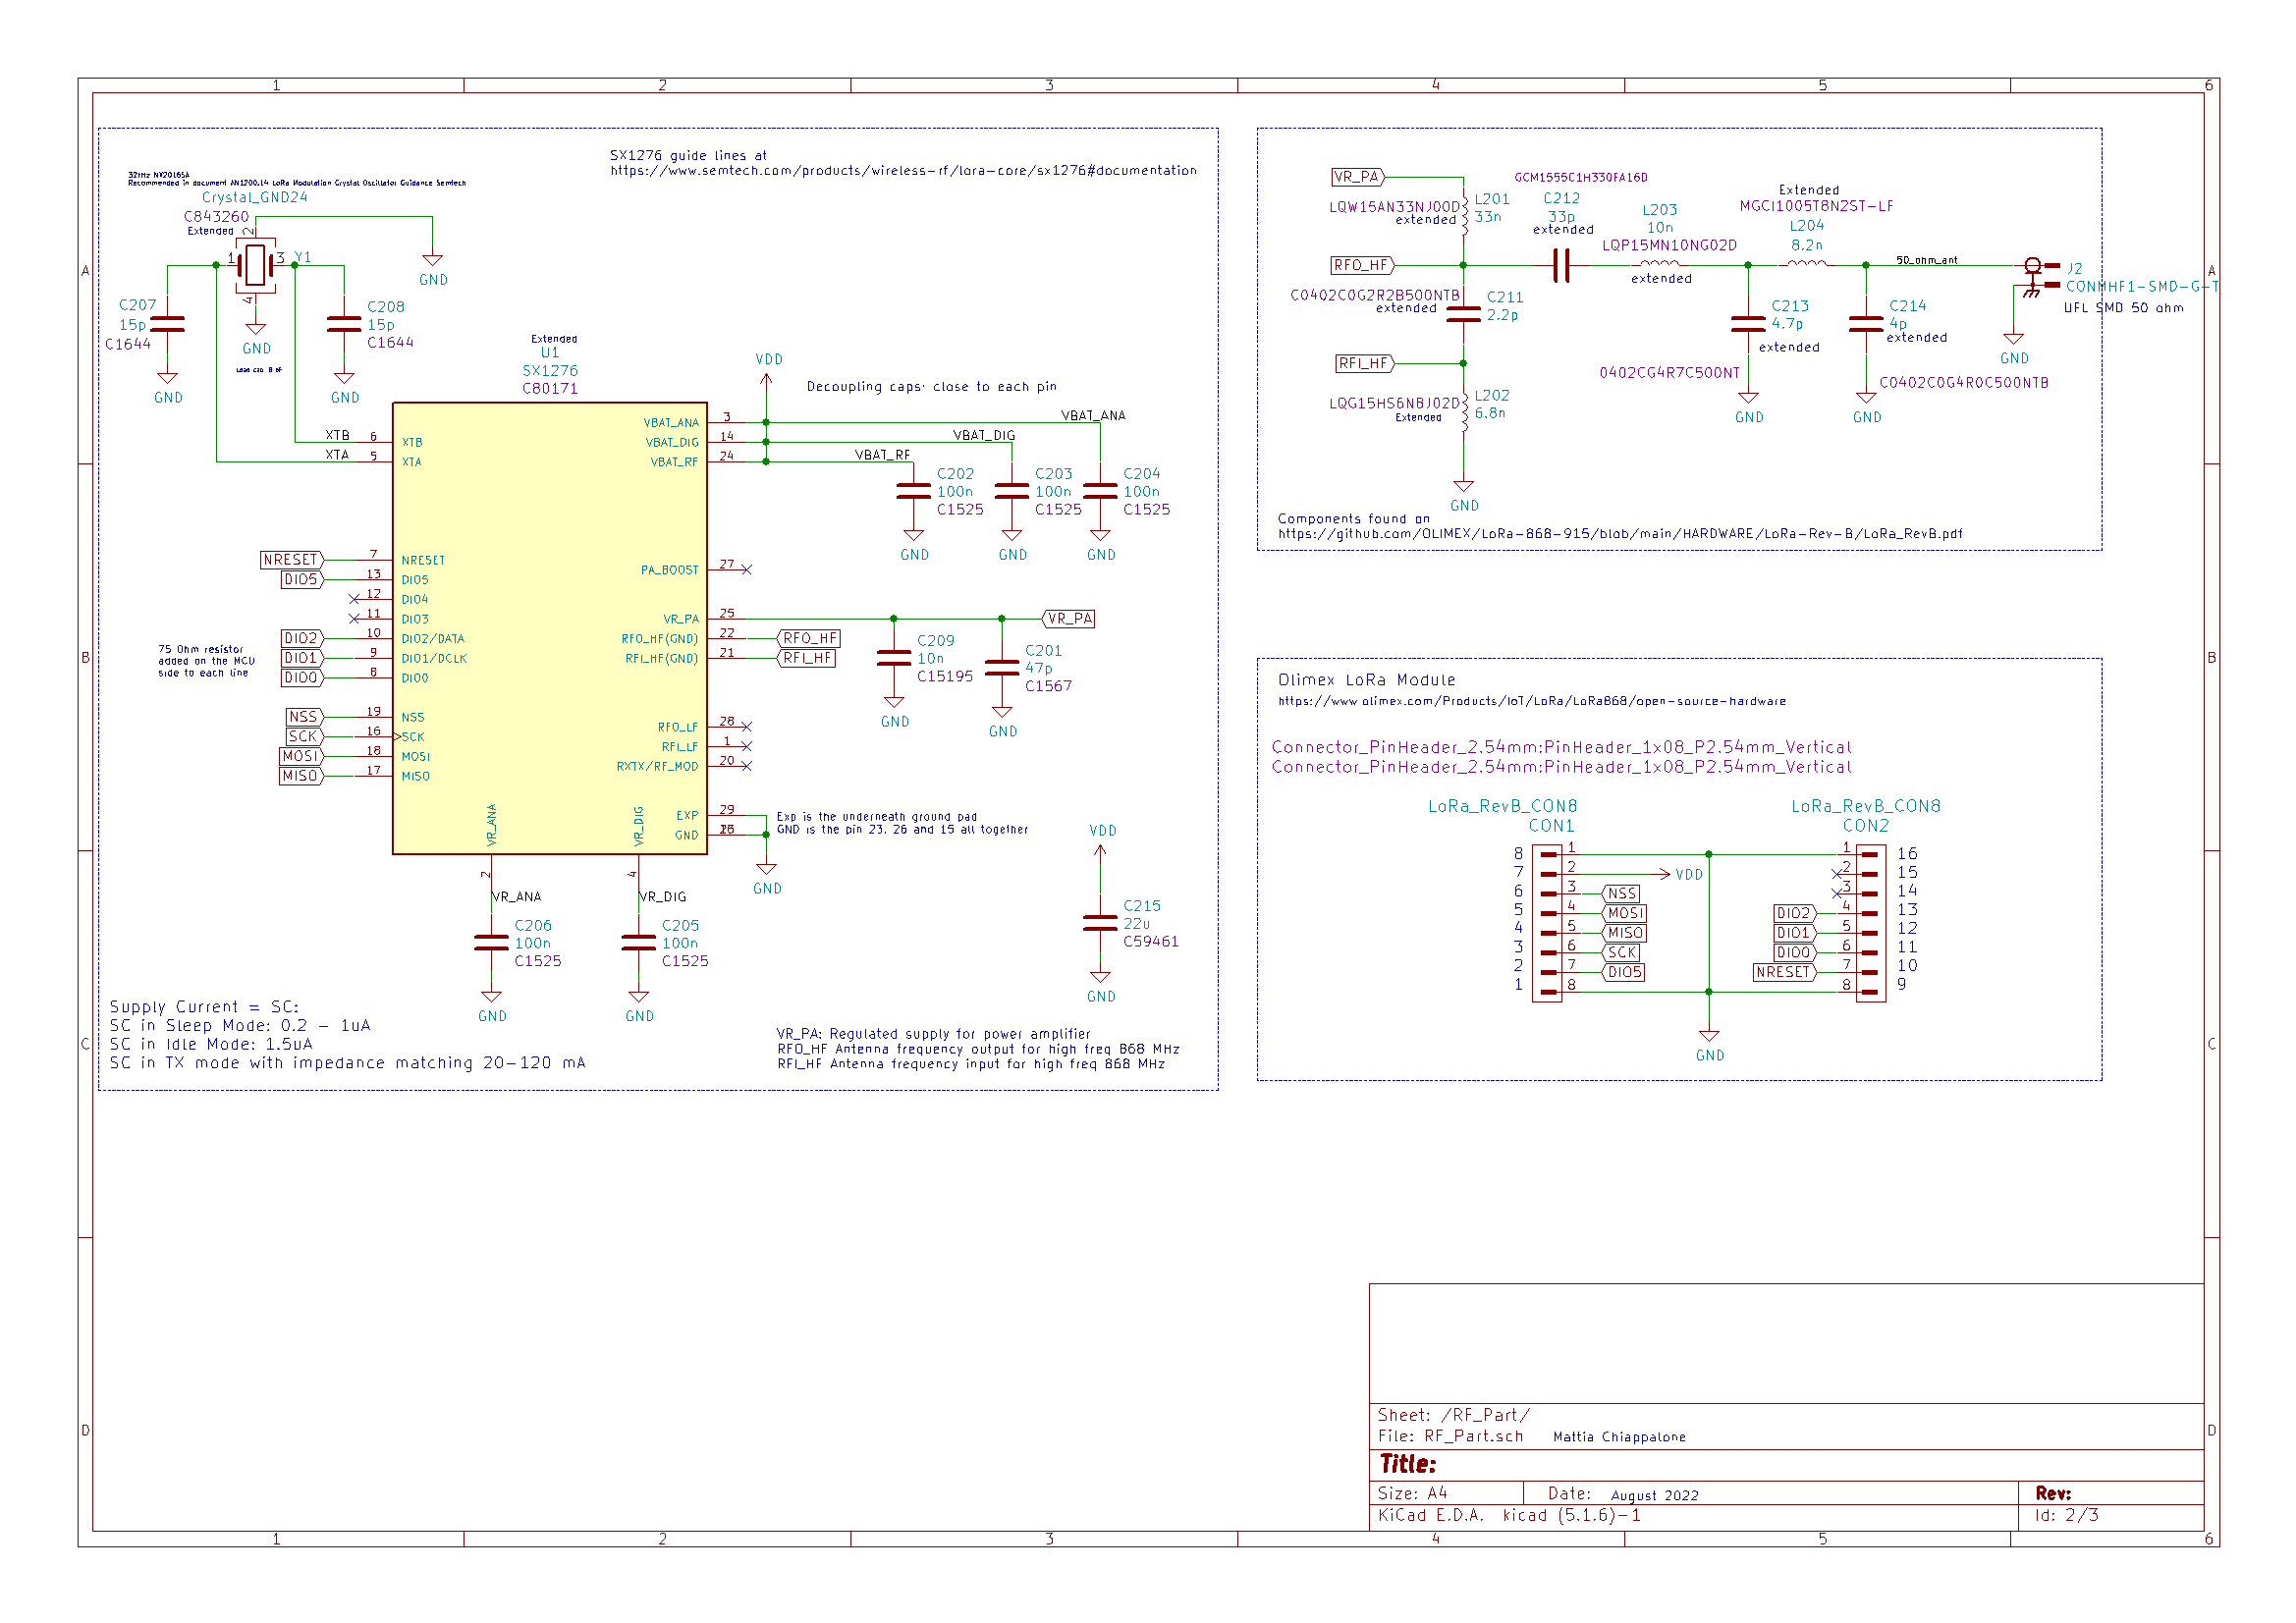 1 2 3 4 5 6
SX1276 guide lines at
https://www.semtech.com/products/wireless-rf/lora-core/sx1276#documentation
Recommended in document AN1200.14 LoRa Modulation Crystal Oscillator Guidance Semtech
Crystal_GND24
C843260
Extended
2
1
3
Y1
4
GND
GND
C207
15p
C1644
GND
C208
15p
C1644
GND
Extended
U1
SX1276
C80171
VDD
Decoupling caps: close to each pin
XTB 6 XTB
XTA 5 XTA
NRESET 7 NRESET
DIO5 13 DIO5
12 DIO4
11 DIO3
DIO2 10 DIO2/DATA
DIO1 9 DIO1/DCLK
DIO0 8 DIO0
75 Ohm resistor
added on the MCU
side to each line
NSS 19 NSS
SCK 16 SCK
MOSI 18 MOSI
MISO 17 MISO
VBAT_ANA 3 VBAT_ANA
VBAT_DIG 14 VBAT_DIG
VBAT_RF 24 VBAT_RF
C202
100n
C1525
GND
C203
100n
C1525
GND
C204
100n
C1525
GND
PA_BOOST 27
VR_PA 25 VR_PA
RFO_HF(GND) 22 RFO_HF
RFI_HF(GND) 21 RFI_HF
C209
10n
C15195
GND
C201
47p
C1567
GND
RFO_LF 28
RFI_LF 1
RXTX/RF_MOD 20
EXP 29
GND
Exp is the underneath ground pad
GND is the pin 23, 26 and 15 all together
GND
VR_ANA 2 VR_ANA
VR_DIG 4 VR_DIG
C206
100n
C1525
GND
C205
100n
C1525
GND
VDD
C215
22u
C59461
GND
Supply Current = SC:
SC in Sleep Mode: 0.2 - 1uA
SC in Idle Mode: 1.5uA
SC in TX mode with impedance matching 20-120 mA
VR_PA: Regulated supply for power amplifier
RFO_HF Antenna frequency output for high freq 868 MHz
RFI_HF Antenna frequency input for high freq 868 MHz
VR_PA
LQW15AN33NJ00D
extended
L201
33n
GCM1555C1H330FA16D
C212
33p
extended
L203
10n
LQP15MN10NG02D
extended
Extended
MGCI1005T8N2ST-LF
L204
8.2n
50_ohm_ant
J2
CONMHF1-SMD-G-T
UFL SMD 50 ohm
GND
RFO_HF
C0402C0G2R2B500NTB
extended
C211
2.2p
RFI_HF
LQG15HS6N8J02D
Extended
L202
6.8n
GND
C213
4.7p
extended
0402CG4R7C500NT
GND
C214
4p
extended
C0402C0G4R0C500NTB
GND
Components found on
https://github.com/OLIMEX/LoRa-868-915/blob/main/HARDWARE/LoRa-Rev-B/LoRa_RevB.pdf
Olimex LoRa Module
https://www.olimex.com/Products/IoT/LoRa/LoRa868/open-source-hardware
Connector_PinHeader_2.54mm:PinHeader_1x08_P2.54mm_Vertical
Connector_PinHeader_2.54mm:PinHeader_1x08_P2.54mm_Vertical
LoRa_RevB_CON8
CON1
LoRa_RevB_CON8
CON2
8 1 1 16
7 2 VDD 2 15
6 3 NSS 3 14
5 4 MOSI DIO2 4 13
4 5 MISO DIO1 5 12
3 6 SCK DIO0 6 11
2 7 DIO5 NRESET 7 10
1 8 8 9
GND
A B C D
A B C D
Sheet: /RF_Part/
File: RF_Part.sch Mattia Chiappalone
Title:
Size: A4 Date: August 2022 Rev:
KiCad E.D.A. kicad (5.1.6)-1 Id: 2/3
1 2 3 4 5 6